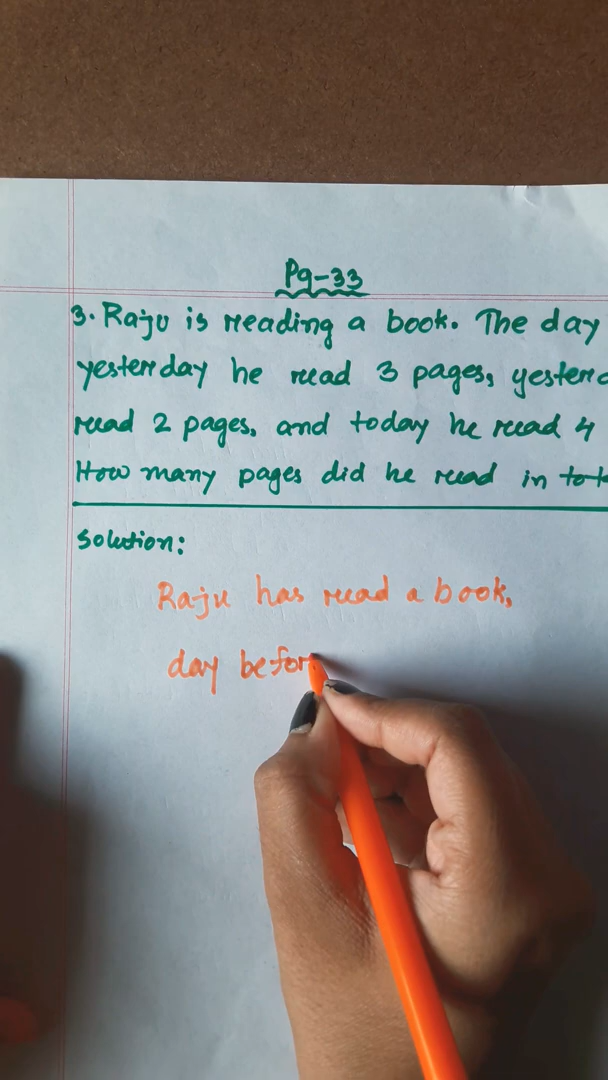 Pg-33
3. Raju is reading a book. The day
yesterday he read 3 pages, yesterd
read 2 pages, and today he read 4
How many pages did he read in tot
Solution:
Raju has read a book,
day befor